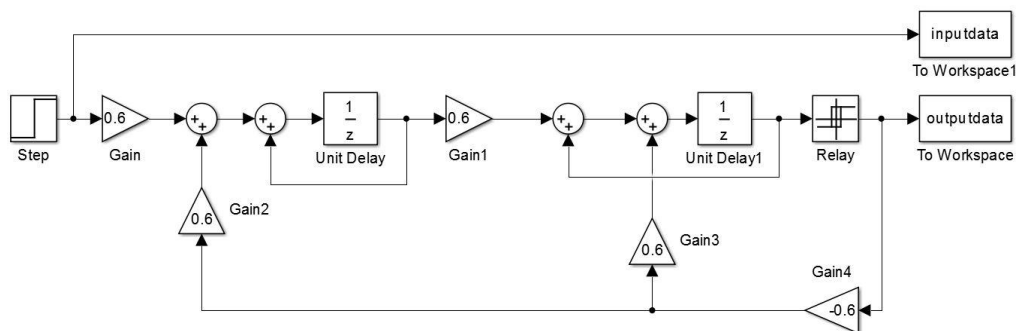 inputdata
To Workspace1
0.6
+
+
+
+
1
z
0.6
+
+
+
+
1
z
outputdata
Step
Gain
Unit Delay
Gain1
Unit Delay1
Relay
To Workspace
0.6
Gain2
0.6
Gain3
Gain4
-0.6